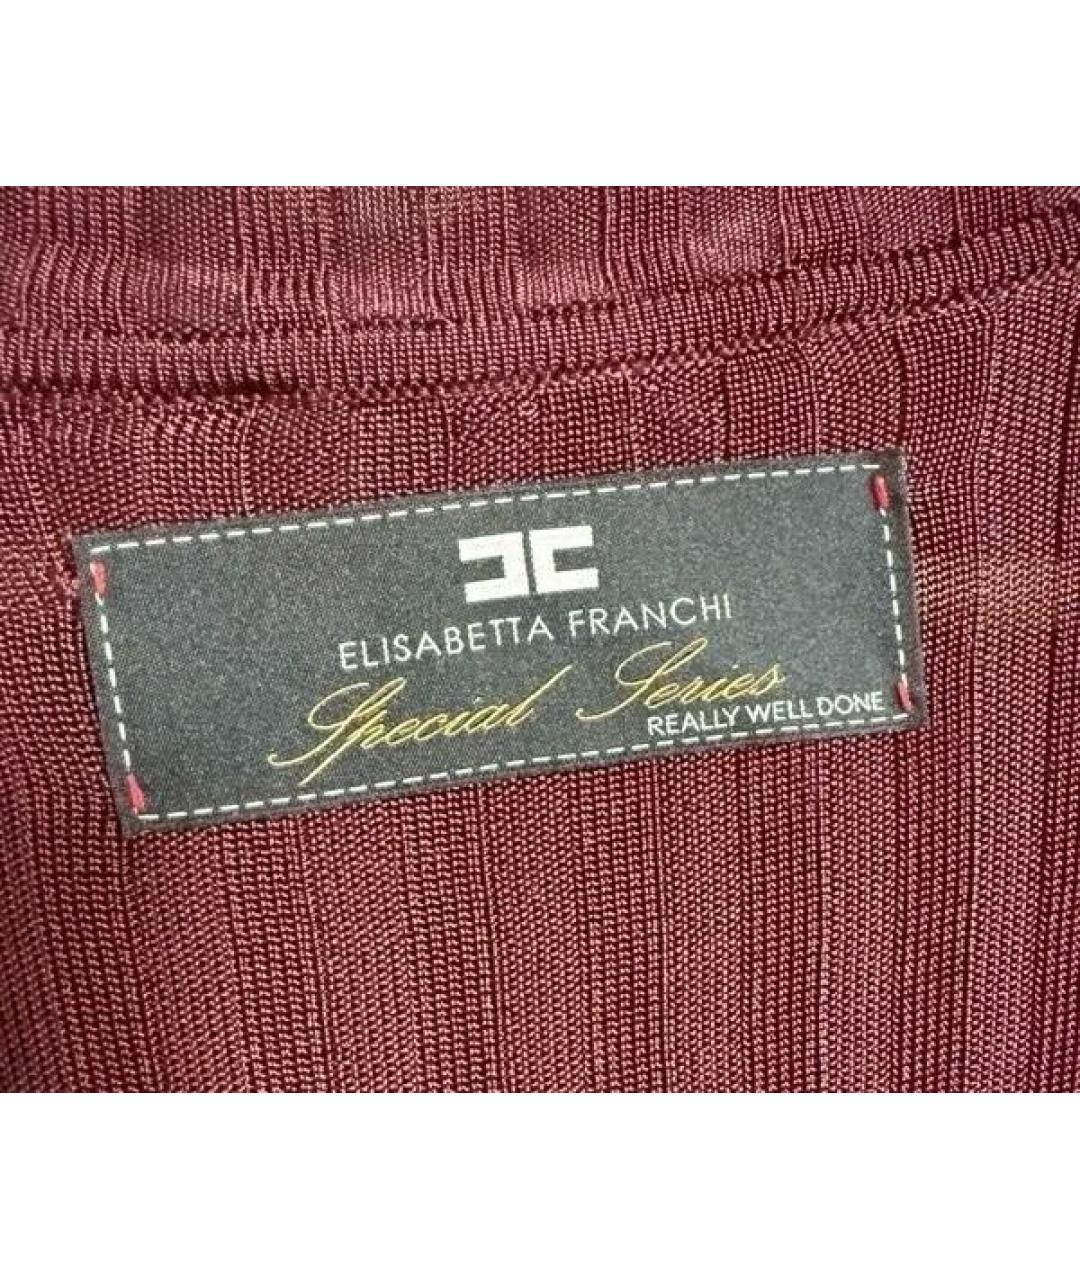 ELISABETTA FRANCHI
Special Series
REALLY WELL DONE